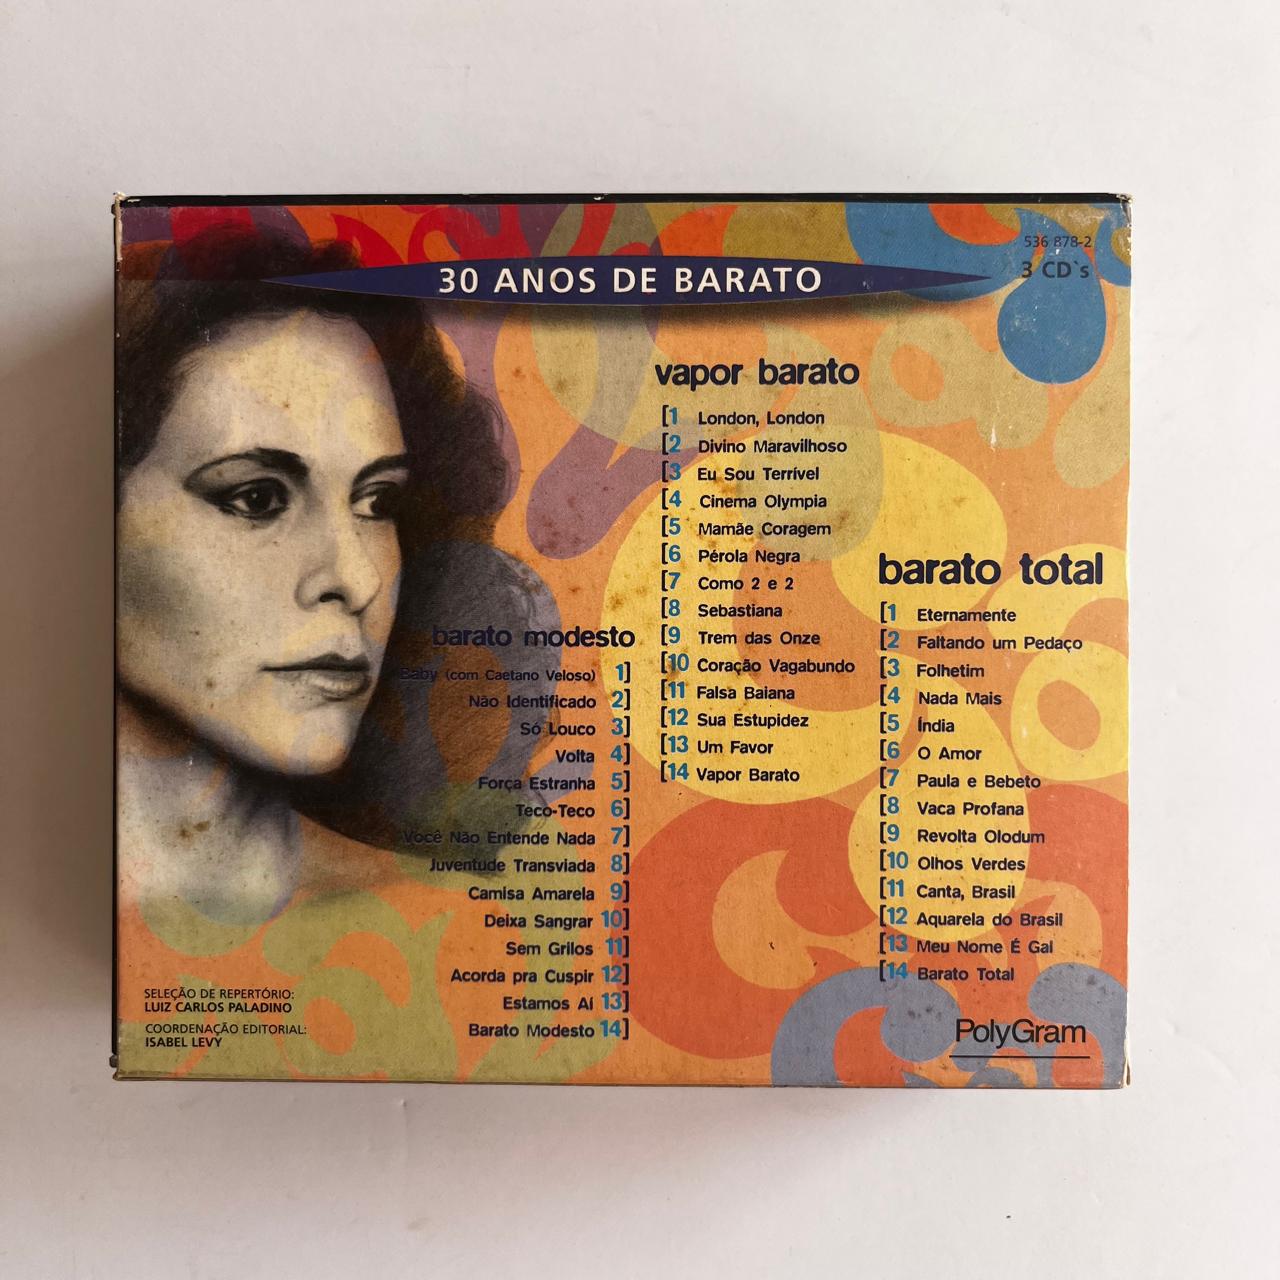 536 878-2
3 CD`s
30 ANOS DE BARATO
vapor barato
[1 London, London
[2 Divino Maravilhoso
[3 Eu Sou Terrível
[4 Cinema Olympia
[5 Mamãe Coragem
[6 Pérola Negra
[7 Como 2 e 2
[8 Sebastiana
[9 Trem das Onze
[10 Coração Vagabundo
[11 Falsa Baiana
[12 Sua Estupidez
[13 Um Favor
[14 Vapor Barato
barato total
[1 Eternamente
[2 Faltando um Pedaço
[3 Folhetim
[4 Nada Mais
[5 Índia
[6 O Amor
[7 Paula e Bebeto
[8 Vaca Profana
[9 Revolta Olodum
[10 Olhos Verdes
[11 Canta, Brasil
[12 Aquarela do Brasil
[13 Meu Nome É Gal
[14 Barato Total
barato modesto
Baby (com Caetano Veloso) 1]
Não Identificado 2]
Só Louco 3]
Volta 4]
Força Estranha 5]
Teco-Teco 6]
Você Não Entende Nada 7]
Juventude Transviada 8]
Camisa Amarela 9]
Deixa Sangrar 10]
Sem Grilos 11]
Acorda pra Cuspir 12]
Estamos Aí 13]
Barato Modesto 14]
SELEÇÃO DE REPERTÓRIO:
LUIZ CARLOS PALADINO
COORDENAÇÃO EDITORIAL:
ISABEL LEVY
PolyGram